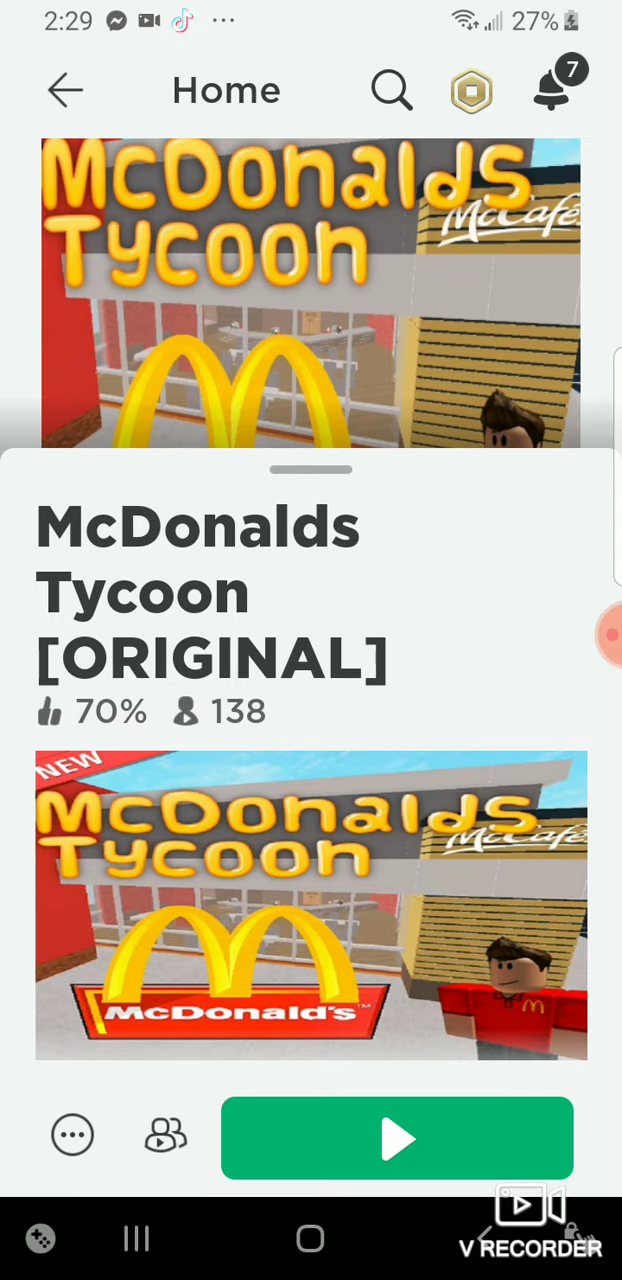 2:29
27%
Home
7
McDonalds
Tycoon
McCafé
McDonalds
Tycoon
[ORIGINAL]
70% 138
NEW
McDonalds
Tycoon
McCafé
McDonald's™
V RECORDER